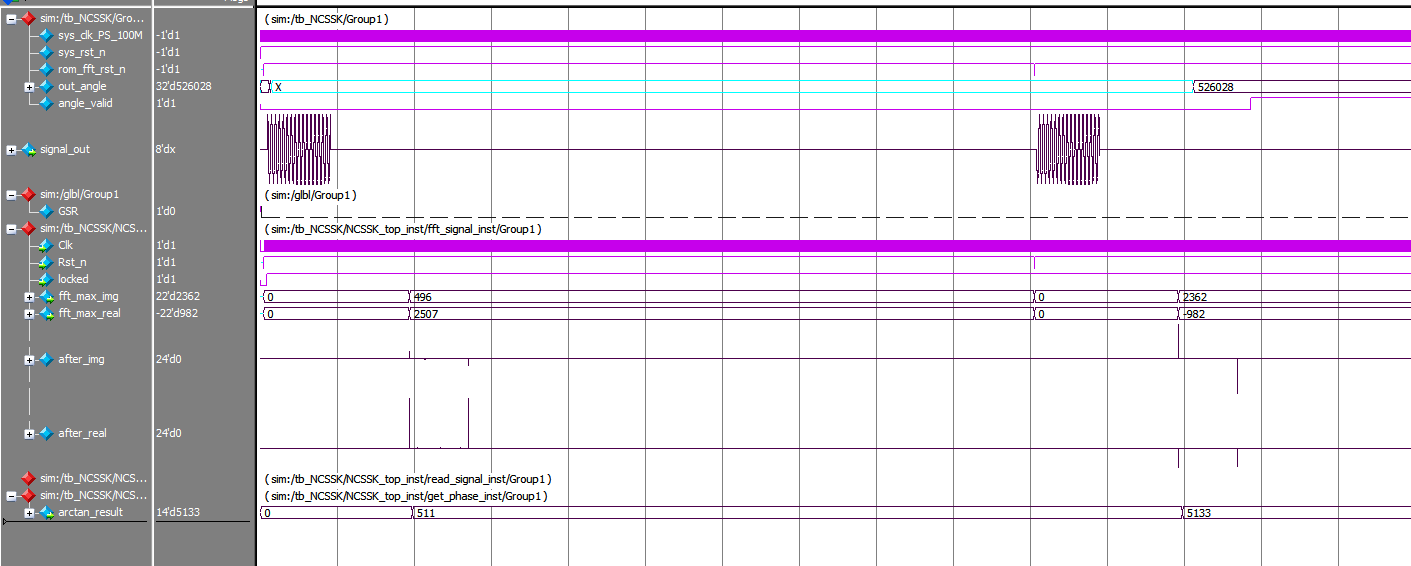 sim:/tb_NCSSK/Gro... (sim:/tb_NCSSK/Group1)
sys_clk_PS_100M -1'd1
sys_rst_n -1'd1
rom_fft_rst_n -1'd1
out_angle 32'd526028 X 526028
angle_valid 1'd1
signal_out 8'dx
sim:/glbl/Group1 (sim:/glbl/Group1)
GSR 1'd0
sim:/tb_NCSSK/NCS... (sim:/tb_NCSSK/NCSSK_top_inst/fft_signal_inst/Group1)
Clk 1'd1
Rst_n 1'd1
locked 1'd1
fft_max_img 22'd2362 0 496 0 2362
fft_max_real -22'd982 0 2507 0 -982
after_img 24'd0
after_real 24'd0
sim:/tb_NCSSK/NCS... (sim:/tb_NCSSK/NCSSK_top_inst/read_signal_inst/Group1)
sim:/tb_NCSSK/NCS... (sim:/tb_NCSSK/NCSSK_top_inst/get_phase_inst/Group1)
arctan_result 14'd5133 0 511 5133